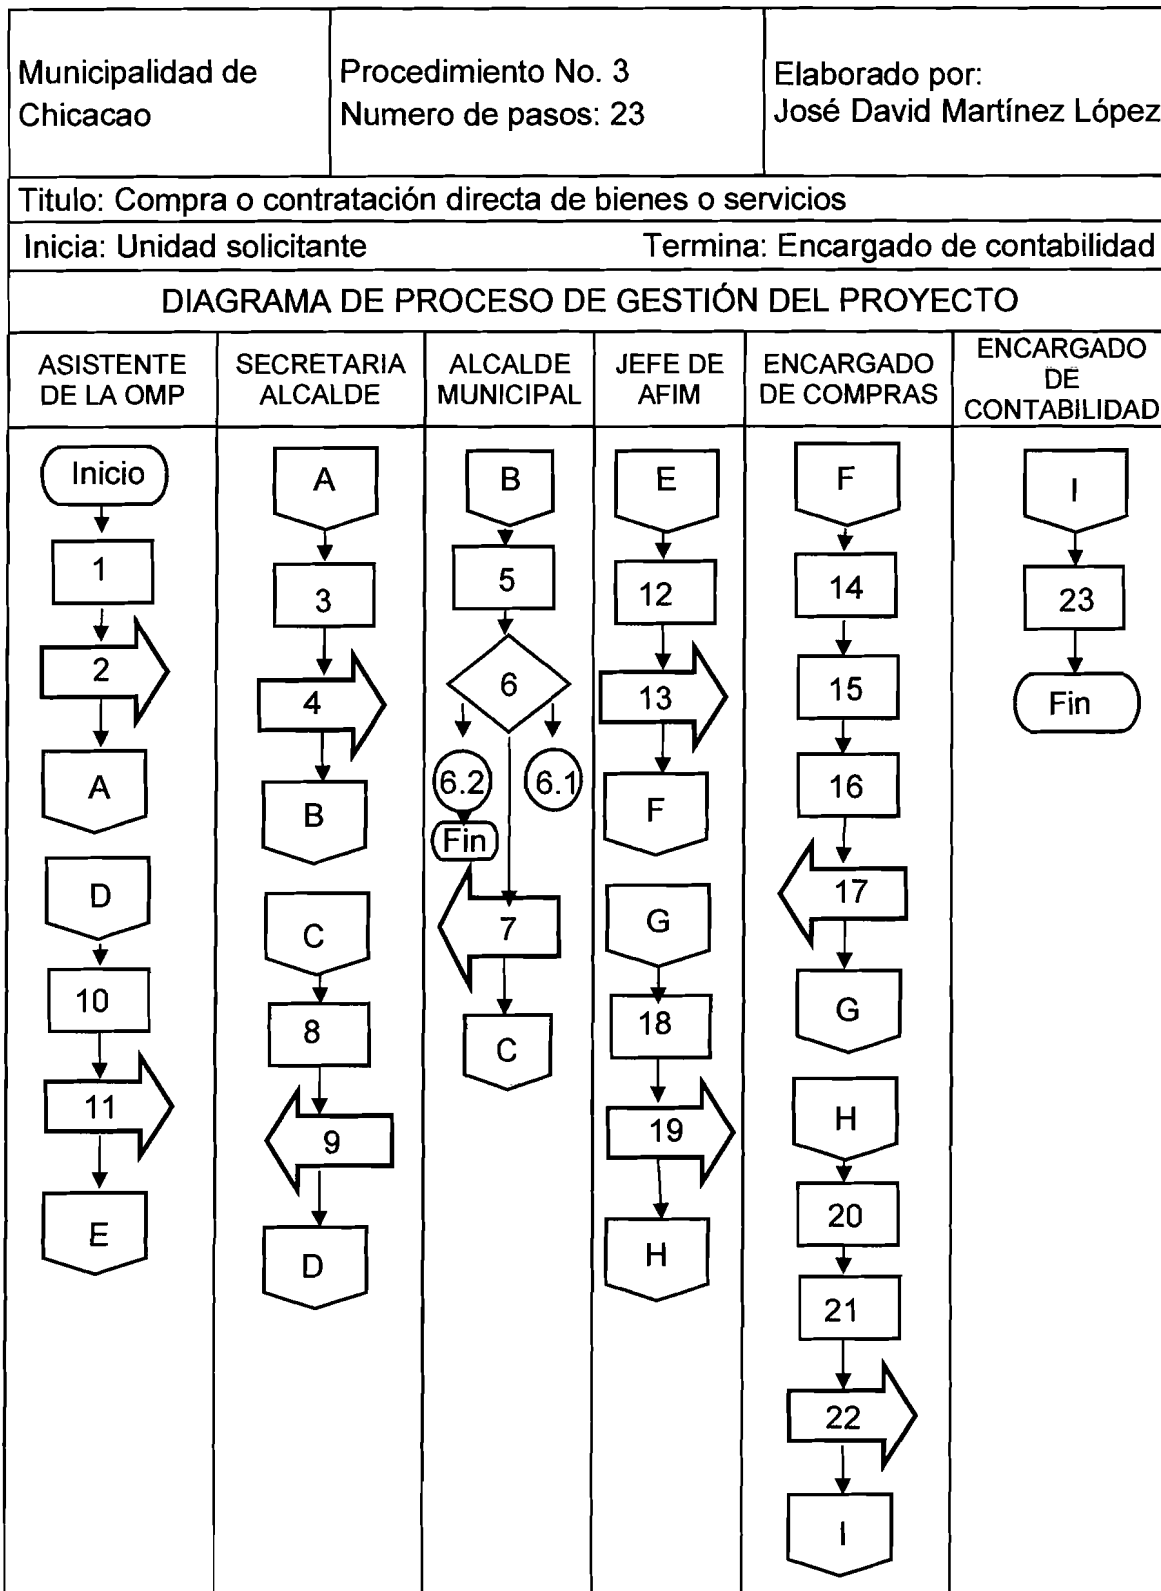 Municipalidad de
Chicacao
Procedimiento No. 3
Numero de pasos: 23
Elaborado por:
José David Martínez López
Titulo: Compra o contratación directa de bienes o servicios
Inicia: Unidad solicitante Termina: Encargado de contabilidad
DIAGRAMA DE PROCESO DE GESTIÓN DEL PROYECTO
ASISTENTE
DE LA OMP
SECRETARIA
ALCALDE
ALCALDE
MUNICIPAL
JEFE DE
AFIM
ENCARGADO
DE COMPRAS
ENCARGADO
DE
CONTABILIDAD
Inicio
1
2
A
D
10
11
E
A
3
4
B
C
8
9
D
B
5
6
6.2
6.1
Fin
7
C
E
12
13
F
G
18
19
H
F
14
15
16
17
G
H
20
21
22
I
I
23
Fin